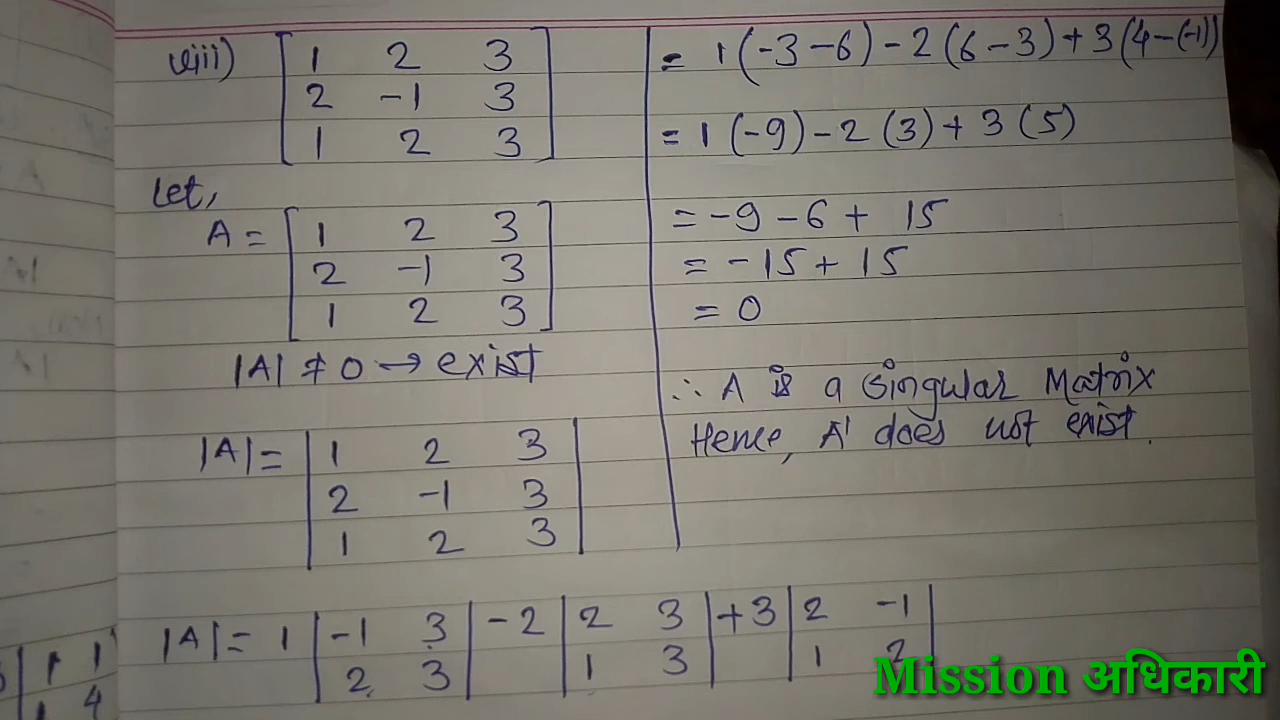 viii) [1 2 3
2 -1 3
1 2 3]
Let,
A = [1 2 3
2 -1 3
1 2 3]
|A| ≠ 0 → exist
|A| = |1 2 3
2 -1 3
1 2 3|
|A| = 1 |-1 3| -2 |2 3| +3 |2 -1|
|2 3| |1 3| |1 2|
= 1(-3-6) - 2(6-3) + 3(4-(-1))
= 1(-9) - 2(3) + 3(5)
= -9 - 6 + 15
= -15 + 15
= 0
∴ A is a Singular Matrix
Hence, A' does not exist.
1 1
4
Mission अधिकारी